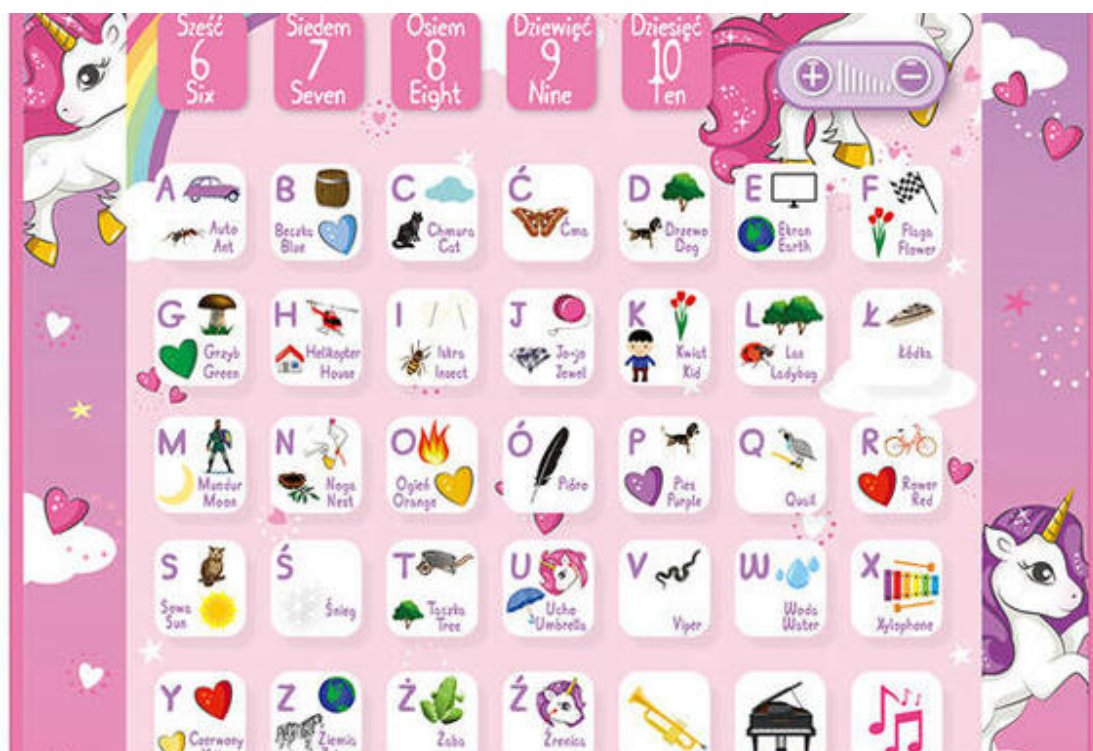 Sześć
6
Six
Siedem
7
Seven
Osiem
8
Eight
Dziewięć
9
Nine
Dziesięć
10
Ten
+
−
A
Auto
Ant
B
Beczka
Blue
C
Chmura
Cat
Ć
Ćma
D
Drzewo
Dog
E
Ekran
Earth
F
Flaga
Flower
G
Grzyb
Green
H
Helikopter
House
I
Iskra
Insect
J
Jo-jo
Jewel
K
Kwiat
Kid
L
Las
Ladybug
Ł
Łódka
M
Mundur
Moon
N
Noga
Nest
O
Ogień
Orange
Ó
Pióro
P
Pies
Purple
Q
Quail
R
Rower
Red
S
Sowa
Sun
Ś
Śnieg
T
Taczka
Tree
U
Ucho
Umbrella
V
Viper
W
Woda
Water
X
Xylophone
Y
Czerwony
Z
Ziemia
Ż
Żaba
Ź
Źrenica